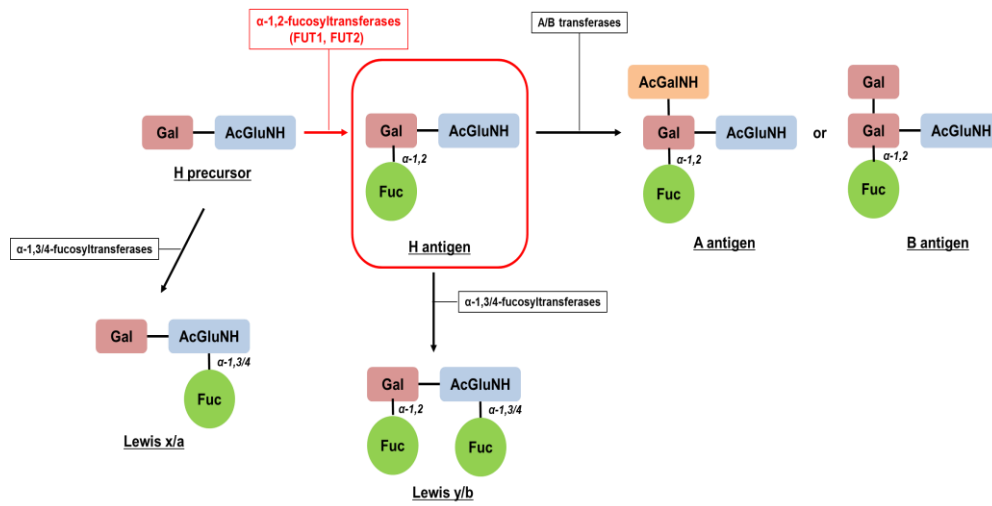 α-1,2-fucosyltransferases
(FUT1, FUT2)
A/B transferases
Gal
AcGluNH
H precursor
Gal
AcGluNH
α-1,2
Fuc
H antigen
AcGalNH
Gal
AcGluNH
α-1,2
Fuc
A antigen
or
Gal
Gal
AcGluNH
α-1,2
Fuc
B antigen
α-1,3/4-fucosyltransferases
α-1,3/4-fucosyltransferases
Gal
AcGluNH
α-1,3/4
Fuc
Lewis x/a
Gal
AcGluNH
α-1,2
α-1,3/4
Fuc
Fuc
Lewis y/b